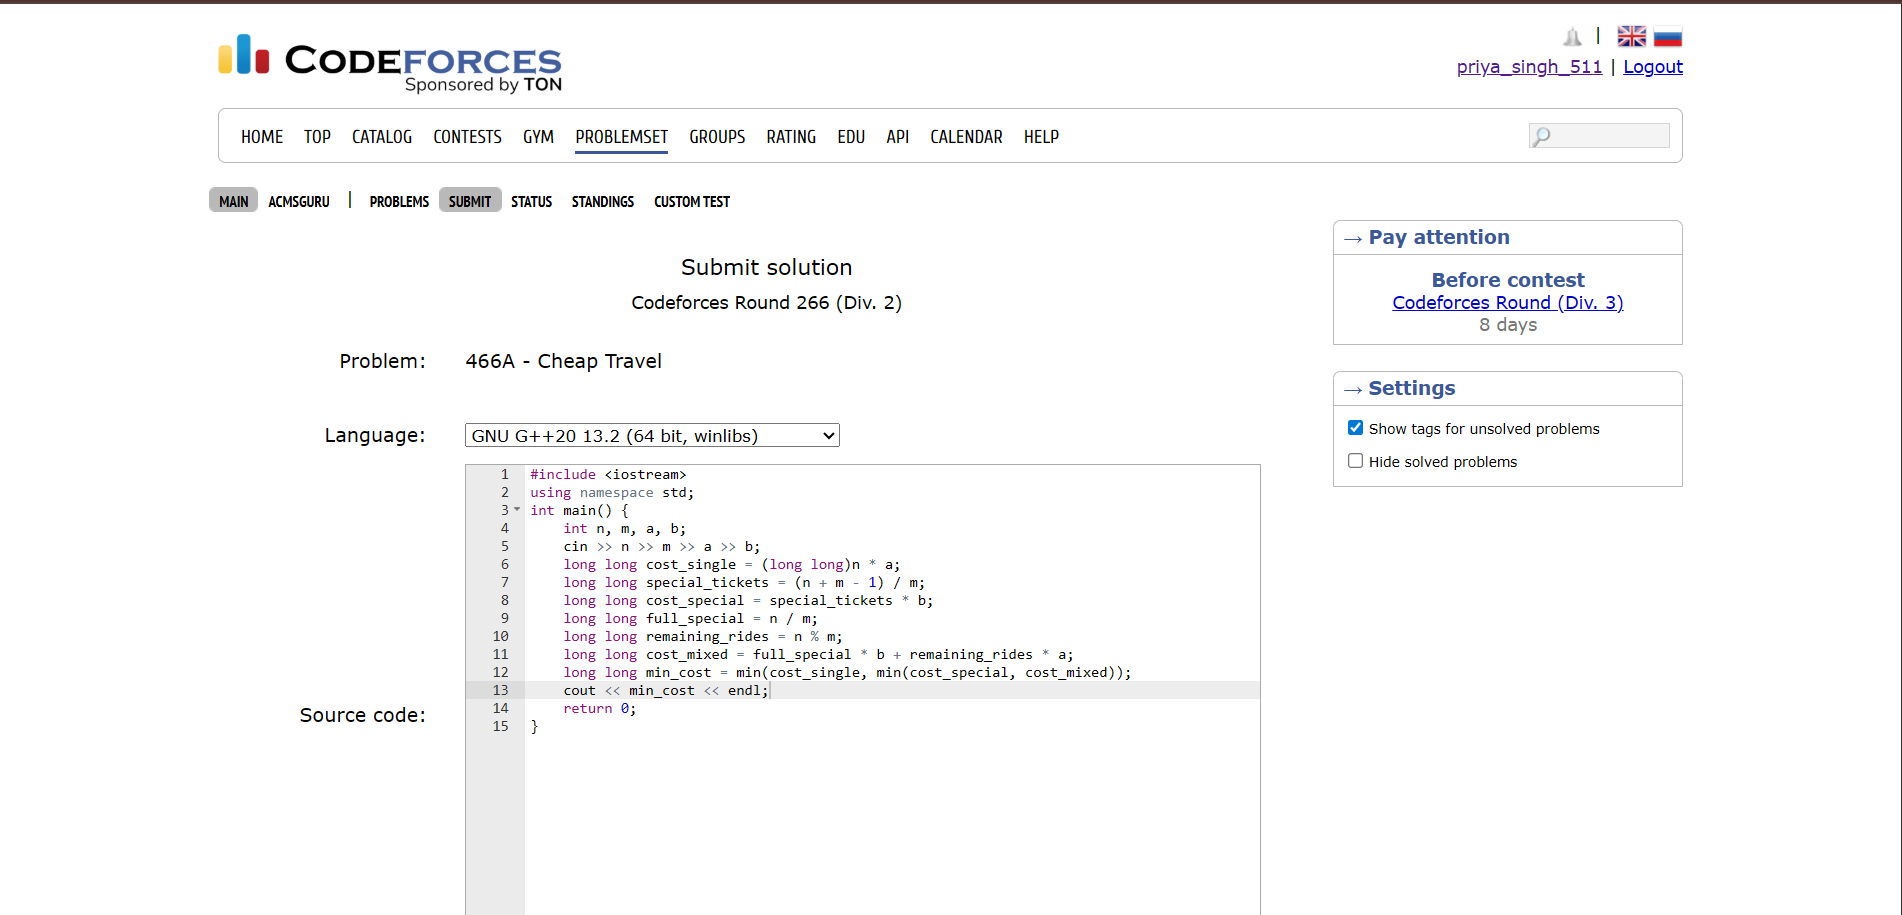 CODEFORCES
Sponsored by TON
|
priya_singh_511 | Logout
HOME TOP CATALOG CONTESTS GYM PROBLEMSET GROUPS RATING EDU API CALENDAR HELP
MAIN ACMSGURU | PROBLEMS SUBMIT STATUS STANDINGS CUSTOM TEST
Submit solution
Codeforces Round 266 (Div. 2)
Problem: 466A - Cheap Travel
Language: GNU G++20 13.2 (64 bit, winlibs)
Source code:
1 #include <iostream>
2 using namespace std;
3 int main() {
4     int n, m, a, b;
5     cin >> n >> m >> a >> b;
6     long long cost_single = (long long)n * a;
7     long long special_tickets = (n + m - 1) / m;
8     long long cost_special = special_tickets * b;
9     long long full_special = n / m;
10     long long remaining_rides = n % m;
11     long long cost_mixed = full_special * b + remaining_rides * a;
12     long long min_cost = min(cost_single, min(cost_special, cost_mixed));
13     cout << min_cost << endl;
14     return 0;
15 }
→ Pay attention
Before contest
Codeforces Round (Div. 3)
8 days
→ Settings
Show tags for unsolved problems
Hide solved problems